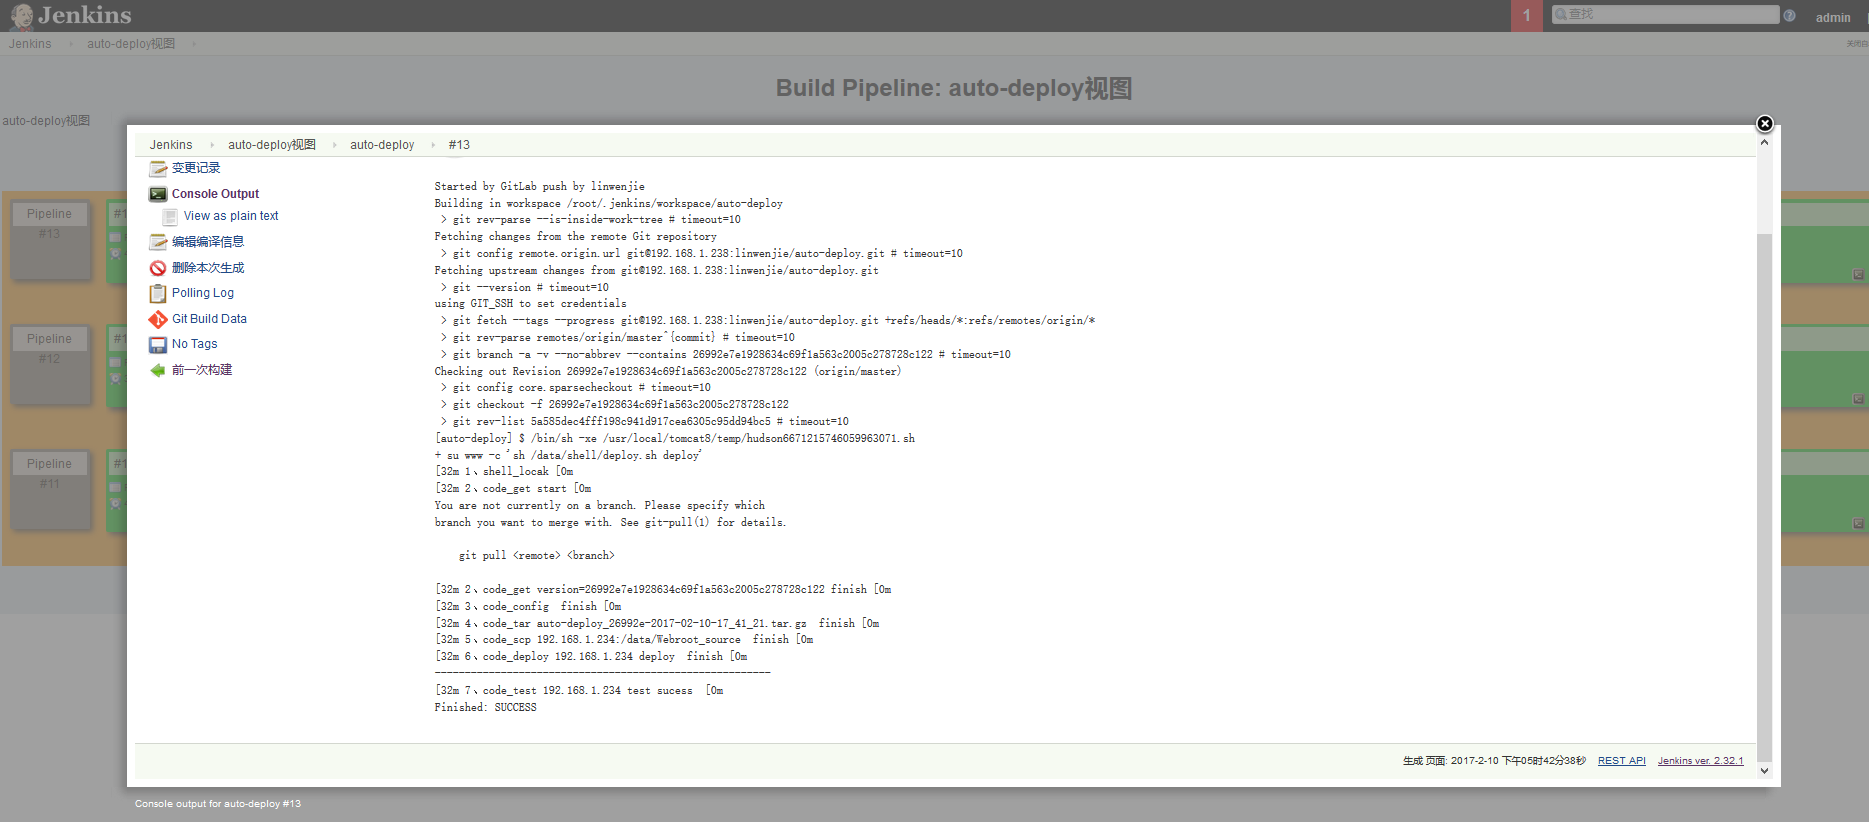 Jenkins
1
查找
admin
Jenkins
auto-deploy视图
Build Pipeline: auto-deploy视图
auto-deploy视图
Pipeline
#13
Pipeline
#12
Pipeline
#11
Jenkins
auto-deploy视图
auto-deploy
#13
变更记录
Console Output
View as plain text
编辑编译信息
删除本次生成
Polling Log
Git Build Data
No Tags
前一次构建
Started by GitLab push by linwenjie
Building in workspace /root/.jenkins/workspace/auto-deploy
> git rev-parse --is-inside-work-tree # timeout=10
Fetching changes from the remote Git repository
> git config remote.origin.url git@192.168.1.238:linwenjie/auto-deploy.git # timeout=10
Fetching upstream changes from git@192.168.1.238:linwenjie/auto-deploy.git
> git --version # timeout=10
using GIT_SSH to set credentials
> git fetch --tags --progress git@192.168.1.238:linwenjie/auto-deploy.git +refs/heads/*:refs/remotes/origin/*
> git rev-parse remotes/origin/master^{commit} # timeout=10
> git branch -a -v --no-abbrev --contains 26992e7e1928634c69f1a563c2005c278728c122 # timeout=10
Checking out Revision 26992e7e1928634c69f1a563c2005c278728c122 (origin/master)
> git config core.sparsecheckout # timeout=10
> git checkout -f 26992e7e1928634c69f1a563c2005c278728c122
> git rev-list 5a585dec4fff198c941d917cea6305c95dd94bc5 # timeout=10
[auto-deploy] $ /bin/sh -xe /usr/local/tomcat8/temp/hudson6671215746059963071.sh
+ su www -c 'sh /data/shell/deploy.sh deploy'
[32m 1、shell_locak [0m
[32m 2、code_get start [0m
You are not currently on a branch. Please specify which
branch you want to merge with. See git-pull(1) for details.
git pull <remote> <branch>
[32m 2、code_get version=26992e7e1928634c69f1a563c2005c278728c122 finish [0m
[32m 3、code_config  finish [0m
[32m 4、code_tar auto-deploy_26992e-2017-02-10-17_41_21.tar.gz  finish [0m
[32m 5、code_scp 192.168.1.234:/data/Webroot_source  finish [0m
[32m 6、code_deploy 192.168.1.234 deploy  finish [0m
--------------------------------------------------------
[32m 7、code_test 192.168.1.234 test sucess  [0m
Finished: SUCCESS
生成 页面: 2017-2-10 下午05时42分38秒
REST API
Jenkins ver. 2.32.1
Console output for auto-deploy #13